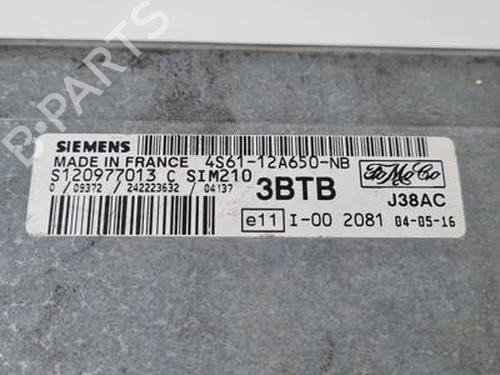 B-PARTS
SIEMENS
MADE IN FRANCE 4S61-12A650-NB
S120977013 C SIM210
0 / 09372 / 242223632 / 04137
3BTB
FoMoCo
J38AC
e11 I-00 2081 04-05-16